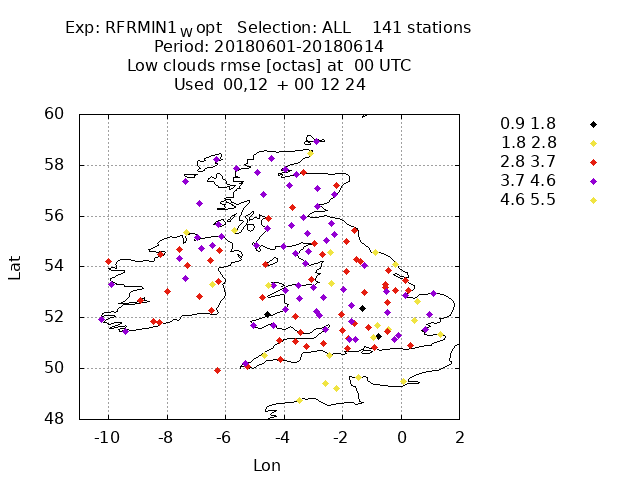 Exp: RFRMIN1wopt Selection: ALL 141 stations
Period: 20180601-20180614
Low clouds rmse [octas] at 00 UTC
Used 00,12 + 00 12 24
60
58
56
54
52
50
48
Lat
-10 -8 -6 -4 -2 0 2
Lon
0.9 1.8
1.8 2.8
2.8 3.7
3.7 4.6
4.6 5.5